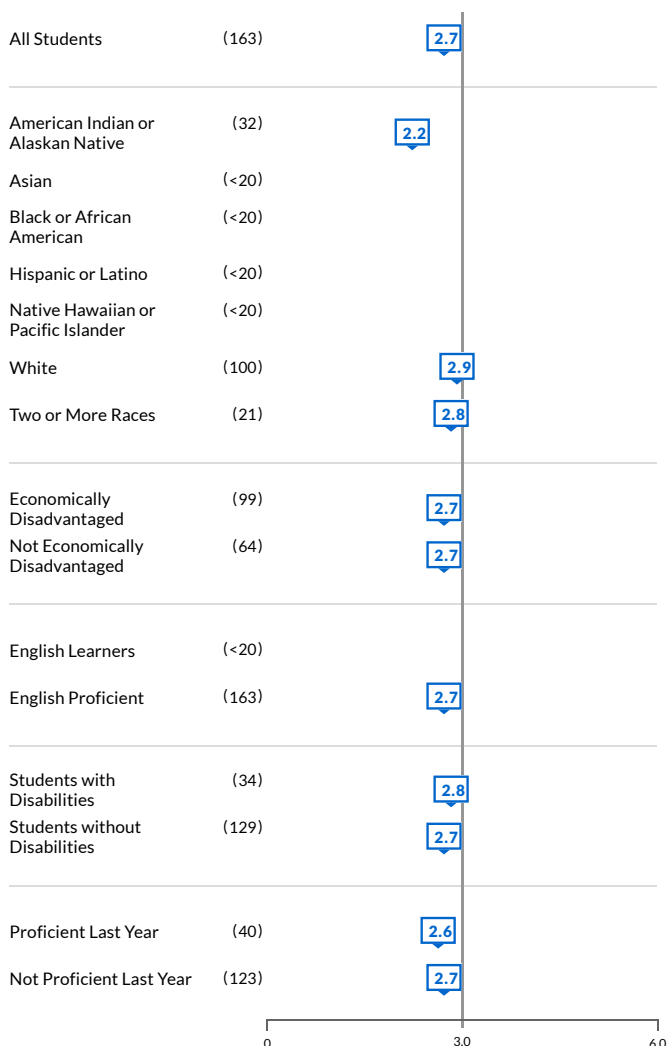 All Students (163) 2.7
American Indian or (32) 2.2
Alaskan Native
Asian (<20)
Black or African (<20)
American
Hispanic or Latino (<20)
Native Hawaiian or (<20)
Pacific Islander
White (100) 2.9
Two or More Races (21) 2.8
Economically (99) 2.7
Disadvantaged
Not Economically (64) 2.7
Disadvantaged
English Learners (<20)
English Proficient (163) 2.7
Students with (34) 2.8
Disabilities
Students without (129) 2.7
Disabilities
Proficient Last Year (40) 2.6
Not Proficient Last Year (123) 2.7
0 3.0 6.0